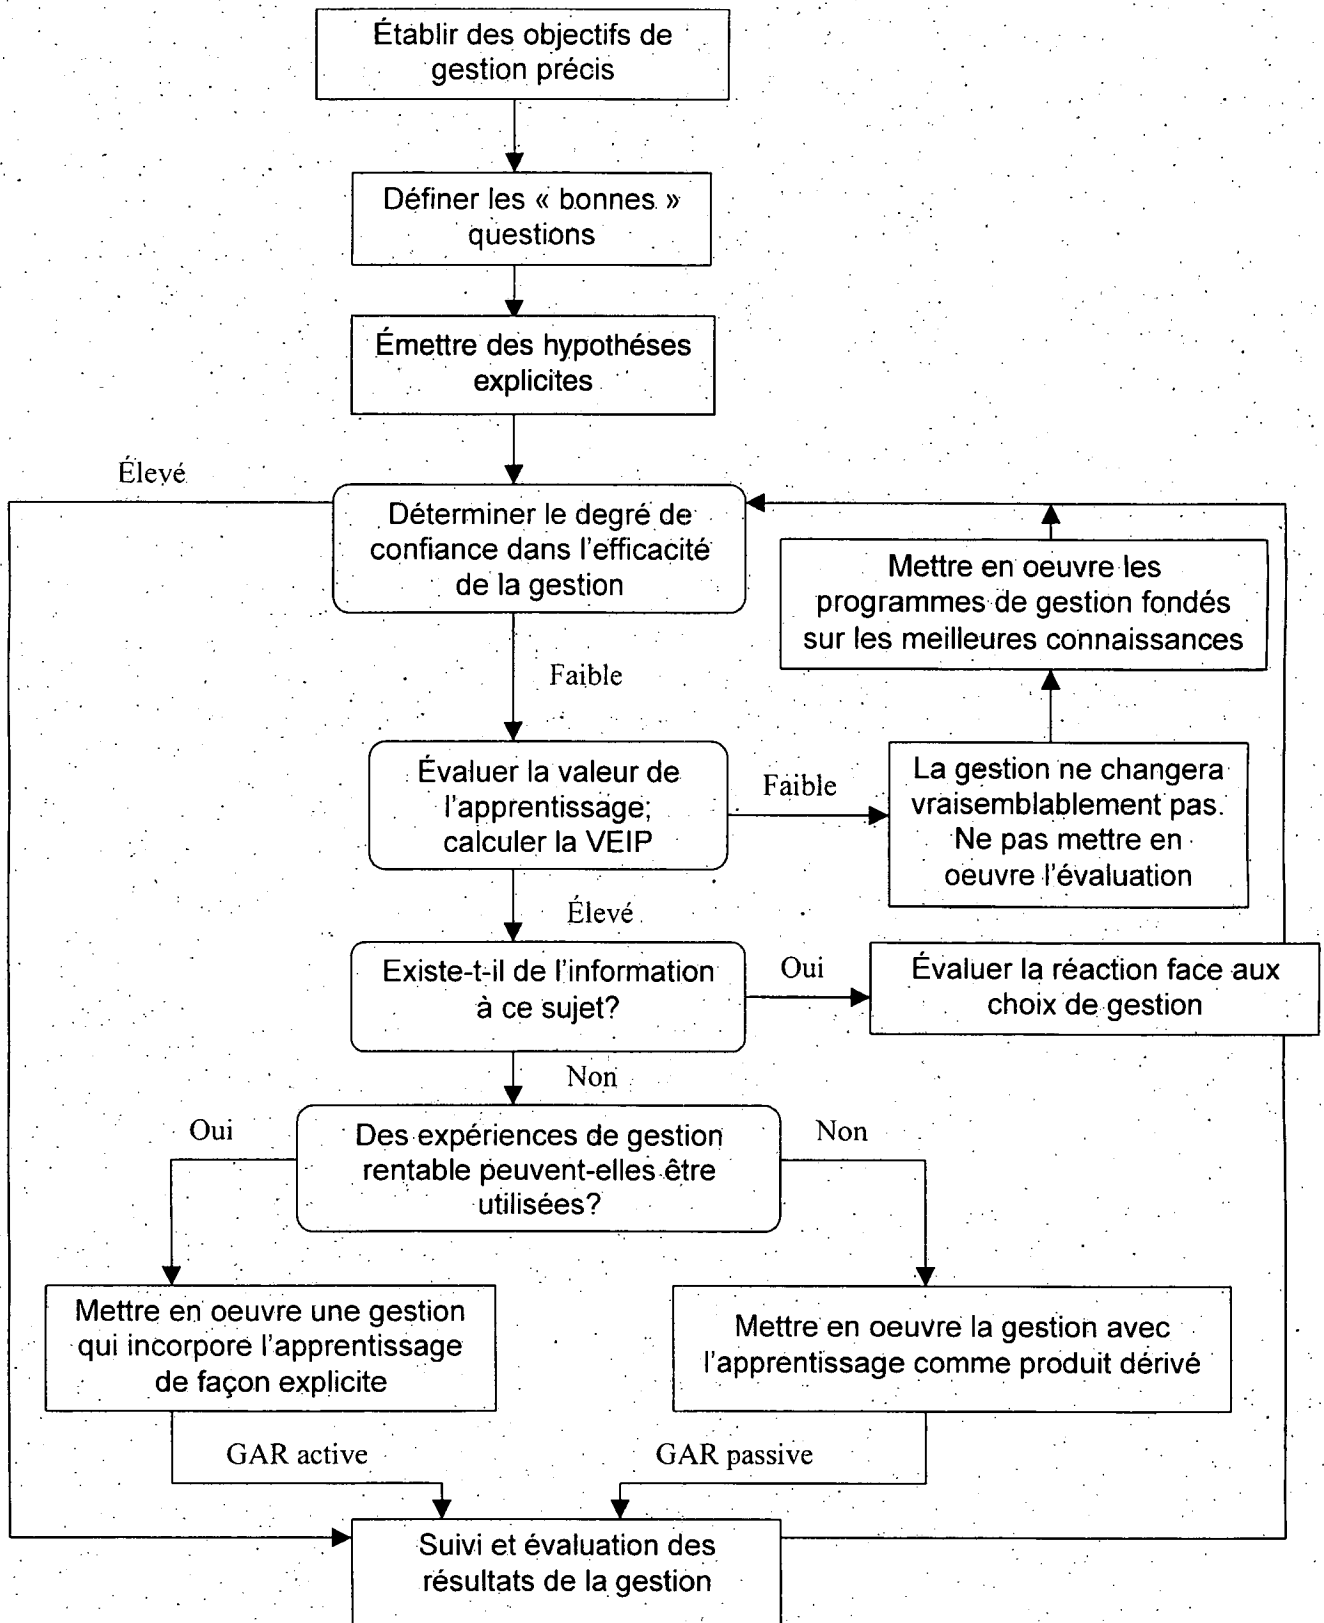 Établir des objectifs de
gestion précis
Définer les « bonnes »
questions
Émettre des hypothéses
explicites
Élevé
Déterminer le degré de
confiance dans l'efficacité
de la gestion
Mettre en oeuvre les
programmes de gestion fondés
sur les meilleures connaissances
Faible
Évaluer la valeur de
l'apprentissage;
calculer la VEIP
Faible
La gestion ne changera
vraisemblablement pas.
Ne pas mettre en
oeuvre l'évaluation
Élevé
Existe-t-il de l'information
à ce sujet?
Oui
Évaluer la réaction face aux
choix de gestion
Non
Oui
Des expériences de gestion
rentable peuvent-elles être
utilisées?
Non
Mettre en oeuvre une gestion
qui incorpore l'apprentissage
de façon explicite
Mettre en oeuvre la gestion avec
l'apprentissage comme produit dérivé
GAR active
GAR passive
Suivi et évaluation des
résultats de la gestion